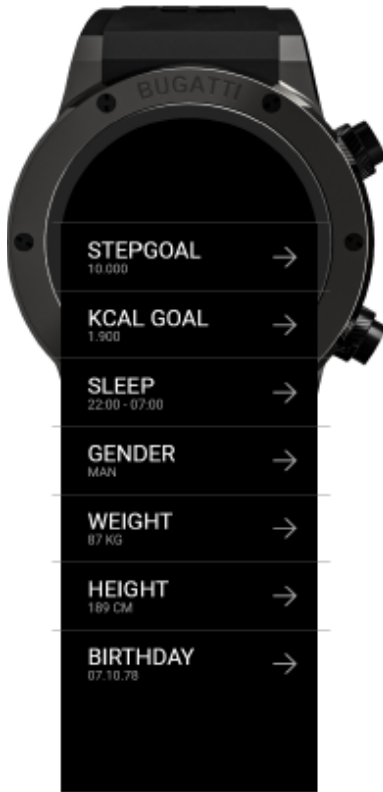 BUGATTI
STEPGOAL
10.000
KCAL GOAL
1.900
SLEEP
22:00 - 07:00
GENDER
MAN
WEIGHT
87 KG
HEIGHT
189 CM
BIRTHDAY
07.10.78